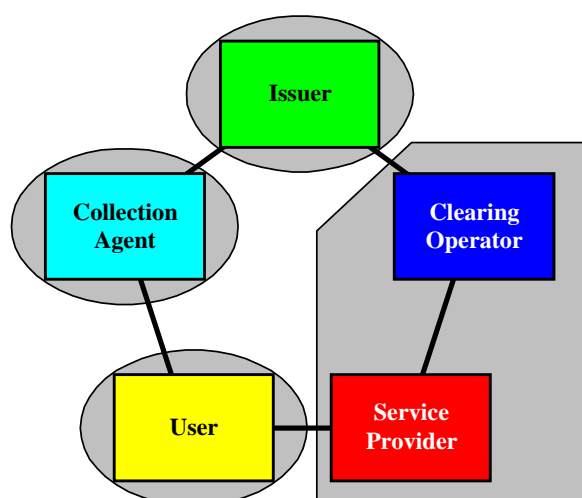 Issuer
Collection
Agent
Clearing
Operator
User
Service
Provider